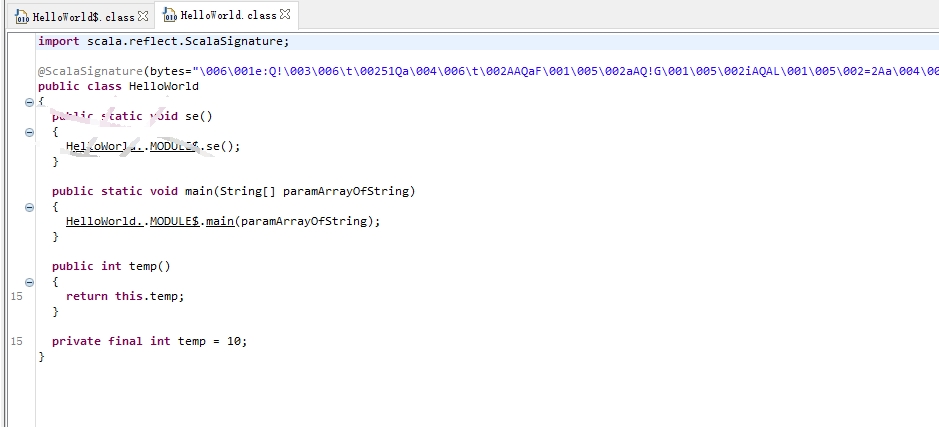 HelloWorld$.class HelloWorld.class
import scala.reflect.ScalaSignature;
@ScalaSignature(bytes="\006\001e:Q!\003\006\t\00251Qa\004\006\t\002AAQaF\001\005\002aAQ!G\001\005\002iAQAL\001\005\002=2Aa\004\00
public class HelloWorld
{
public static void se()
{
HelloWorld..MODULE$.se();
}
public static void main(String[] paramArrayOfString)
{
HelloWorld..MODULE$.main(paramArrayOfString);
}
public int temp()
{
15 return this.temp;
}
15 private final int temp = 10;
}